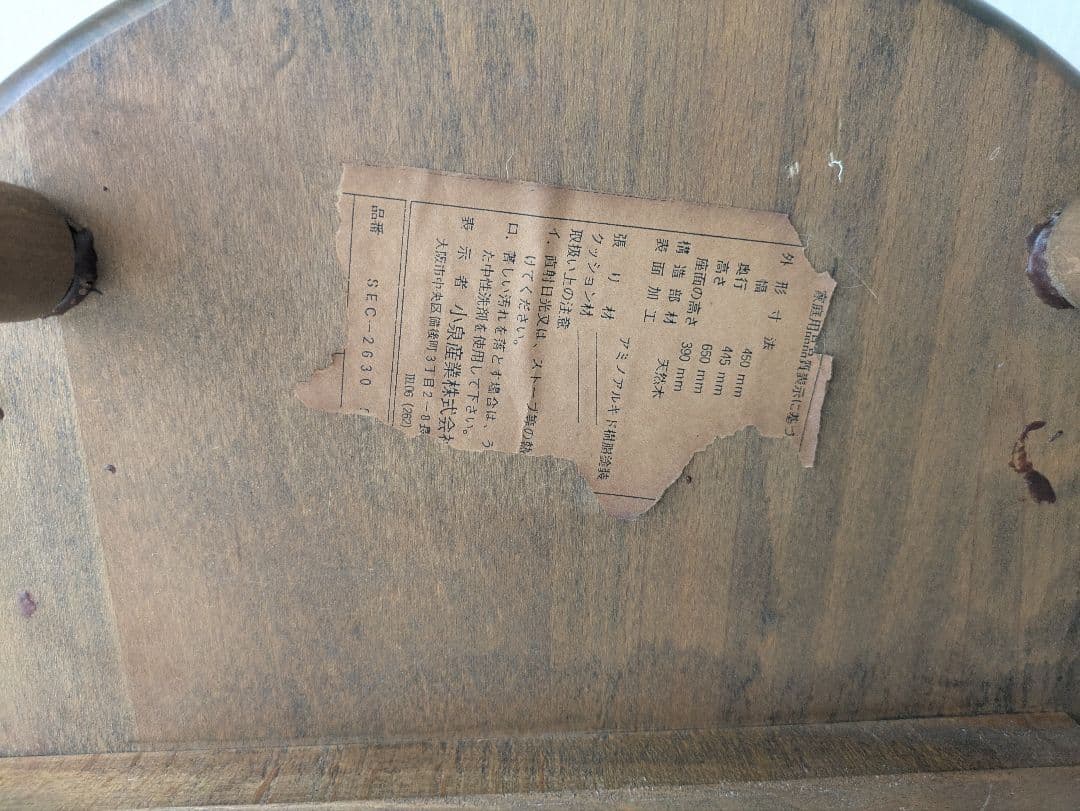 家庭用品品質表示に基づ
外形寸法
幅 450 mm
奥行 445 mm
高さ 660 mm
座面の高さ 390 mm
構造部材 天然木
表面加工 アミノアルキド樹脂塗装
張り材
クッション材
取扱い上の注意
イ. 直射日光又は、ストーブ等の熱
けてください。
ロ. 著しい汚れを落とす場合は、う
た中性洗剤を使用して下さい。
表示者 小泉産業株式会社
大阪市中央区備後町3丁目2-8
TEL06 (262)
品番 SEC-2630